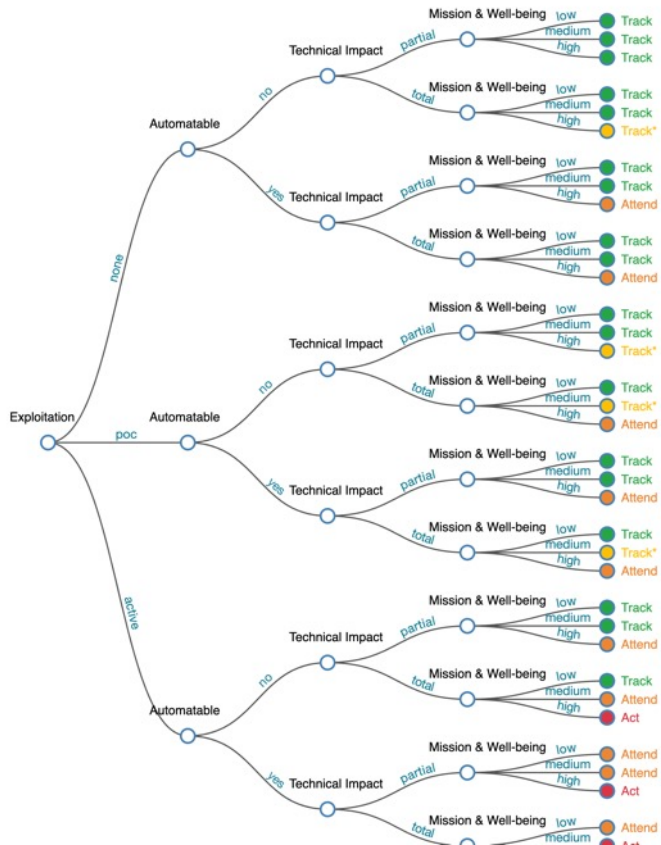 Mission & Well-being low Track
partial medium Track
Technical Impact high Track
no Mission & Well-being low Track
total medium Track
Automatable high Track*
yes Mission & Well-being low Track
Technical Impact partial medium Track
high Attend
Mission & Well-being low Track
total medium Track
none high Attend
Mission & Well-being low Track
partial medium Track
Technical Impact high Track*
no Mission & Well-being low Track
total medium Track*
Exploitation poc Automatable high Attend
yes Mission & Well-being low Track
Technical Impact partial medium Track
high Attend
Mission & Well-being low Track
total medium Track*
high Attend
active Mission & Well-being low Track
partial medium Track
Technical Impact high Attend
no Mission & Well-being low Track
total medium Attend
Automatable high Act
yes Mission & Well-being low Attend
Technical Impact partial medium Attend
high Act
Mission & Well-being low Attend
total medium Act